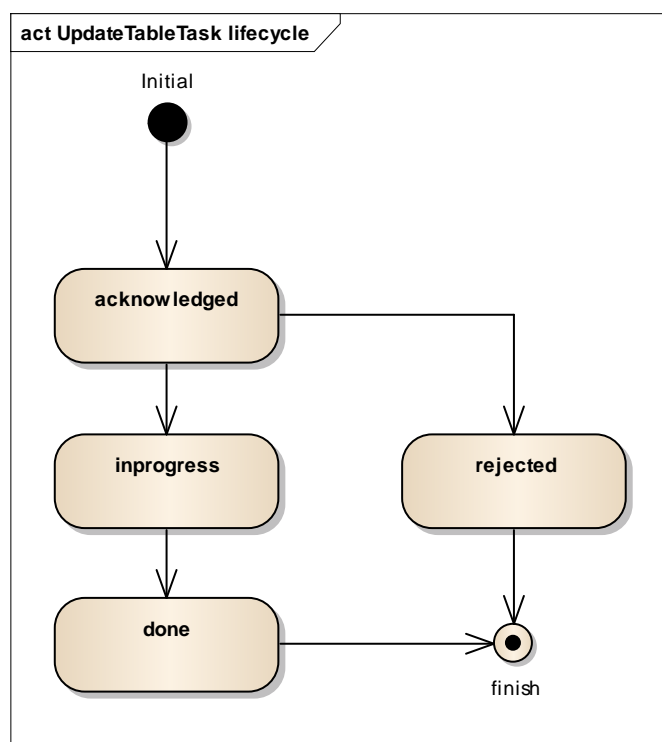 act UpdateTableTask lifecycle
Initial
acknowledged
inprogress
rejected
done
finish